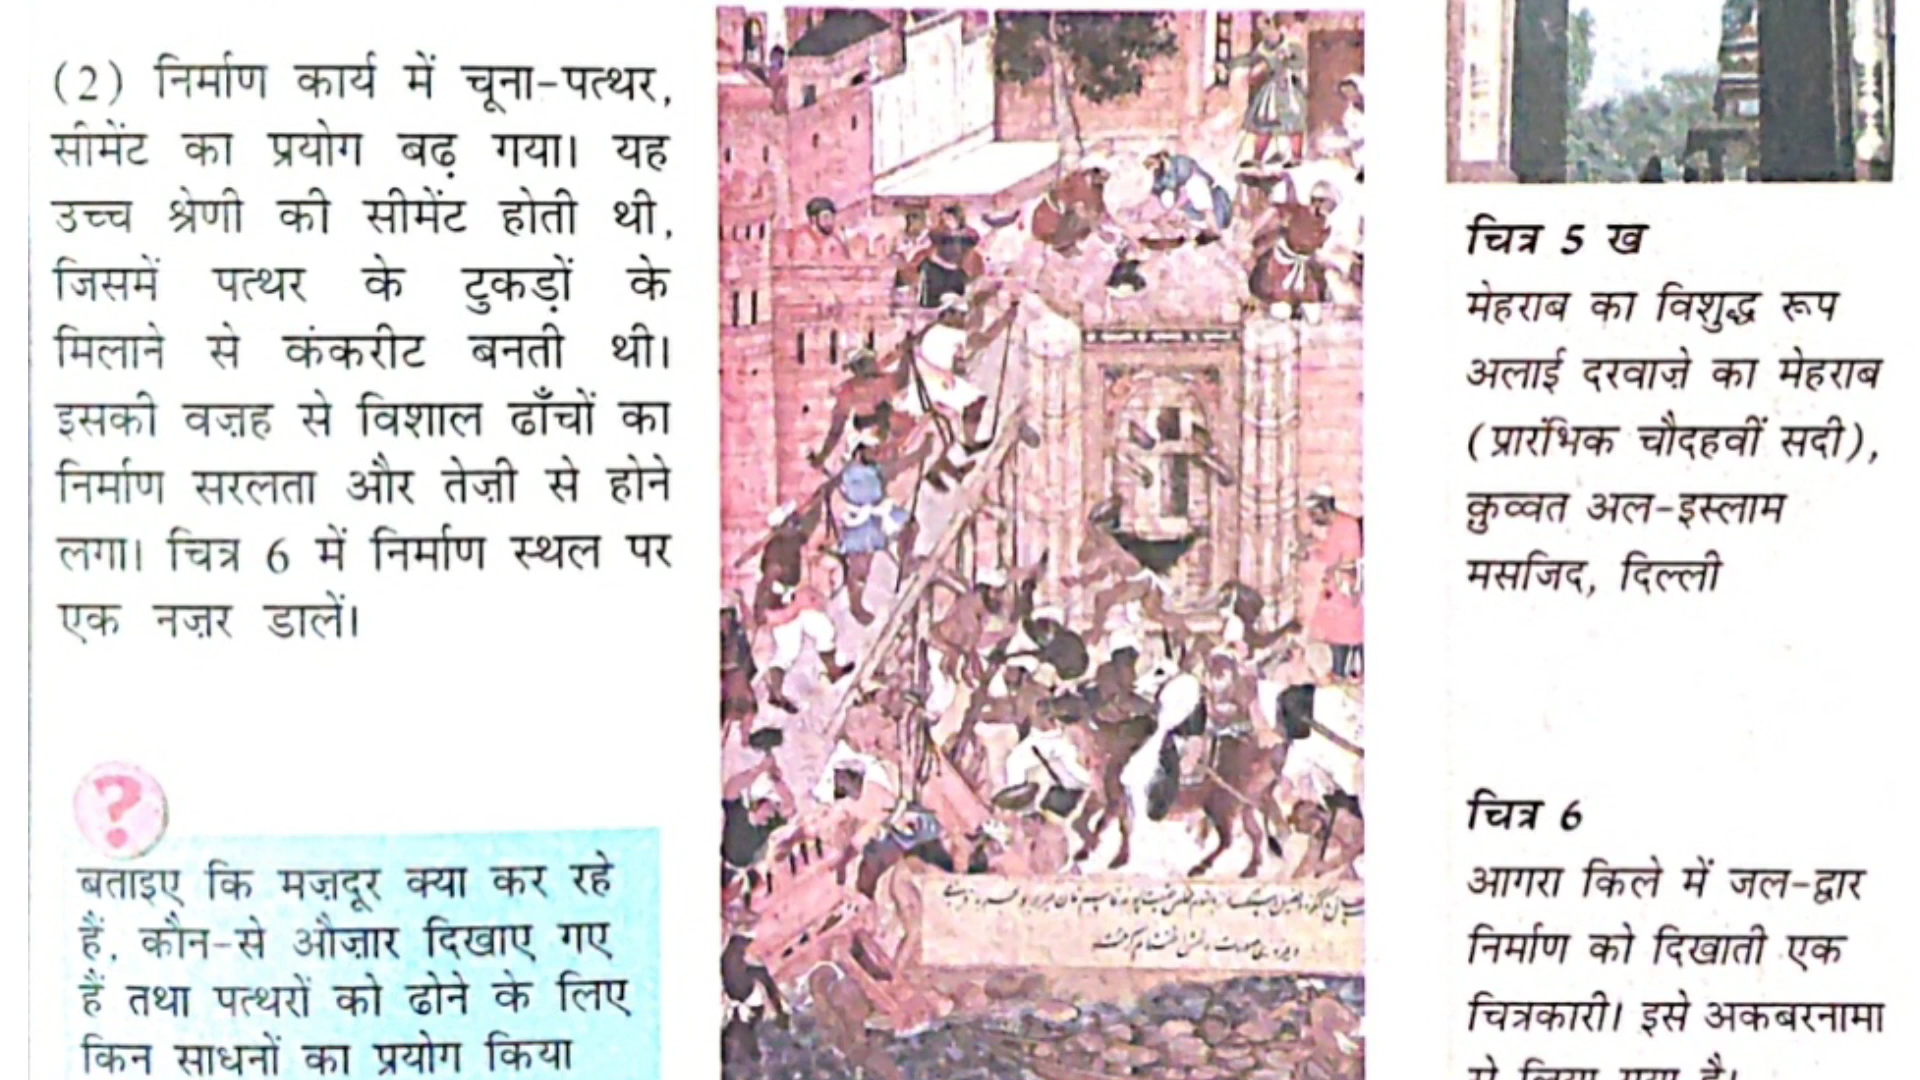 (2) निर्माण कार्य में चूना-पत्थर,
सीमेंट का प्रयोग बढ़ गया। यह
उच्च श्रेणी की सीमेंट होती थी,
जिसमें पत्थर के टुकड़ों के
मिलाने से कंकरीट बनती थी।
इसकी वज़ह से विशाल ढाँचों का
निर्माण सरलता और तेज़ी से होने
लगा। चित्र 6 में निर्माण स्थल पर
एक नज़र डालें।
?
बताइए कि मज़दूर क्या कर रहे
हैं, कौन-से औज़ार दिखाए गए
हैं तथा पत्थरों को ढोने के लिए
किन साधनों का प्रयोग किया
चित्र 5 ख
मेहराब का विशुद्ध रूप
अलाई दरवाज़े का मेहराब
(प्रारंभिक चौदहवीं सदी),
क़ुव्वत अल-इस्लाम
मसजिद, दिल्ली
चित्र 6
आगरा किले में जल-द्वार
निर्माण को दिखाती एक
चित्रकारी। इसे अकबरनामा
से लिया गया है।